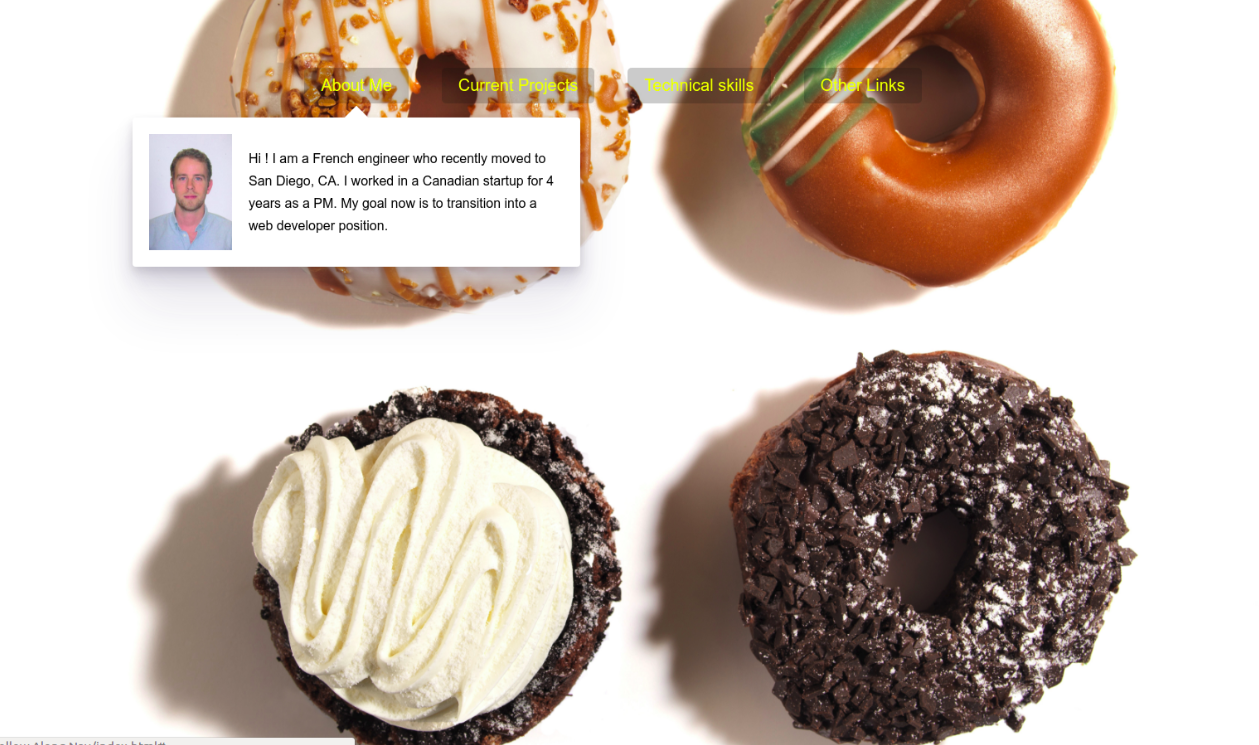 About Me
Current Projects
Technical skills
Other Links
Hi ! I am a French engineer who recently moved to
San Diego, CA. I worked in a Canadian startup for 4
years as a PM. My goal now is to transition into a
web developer position.